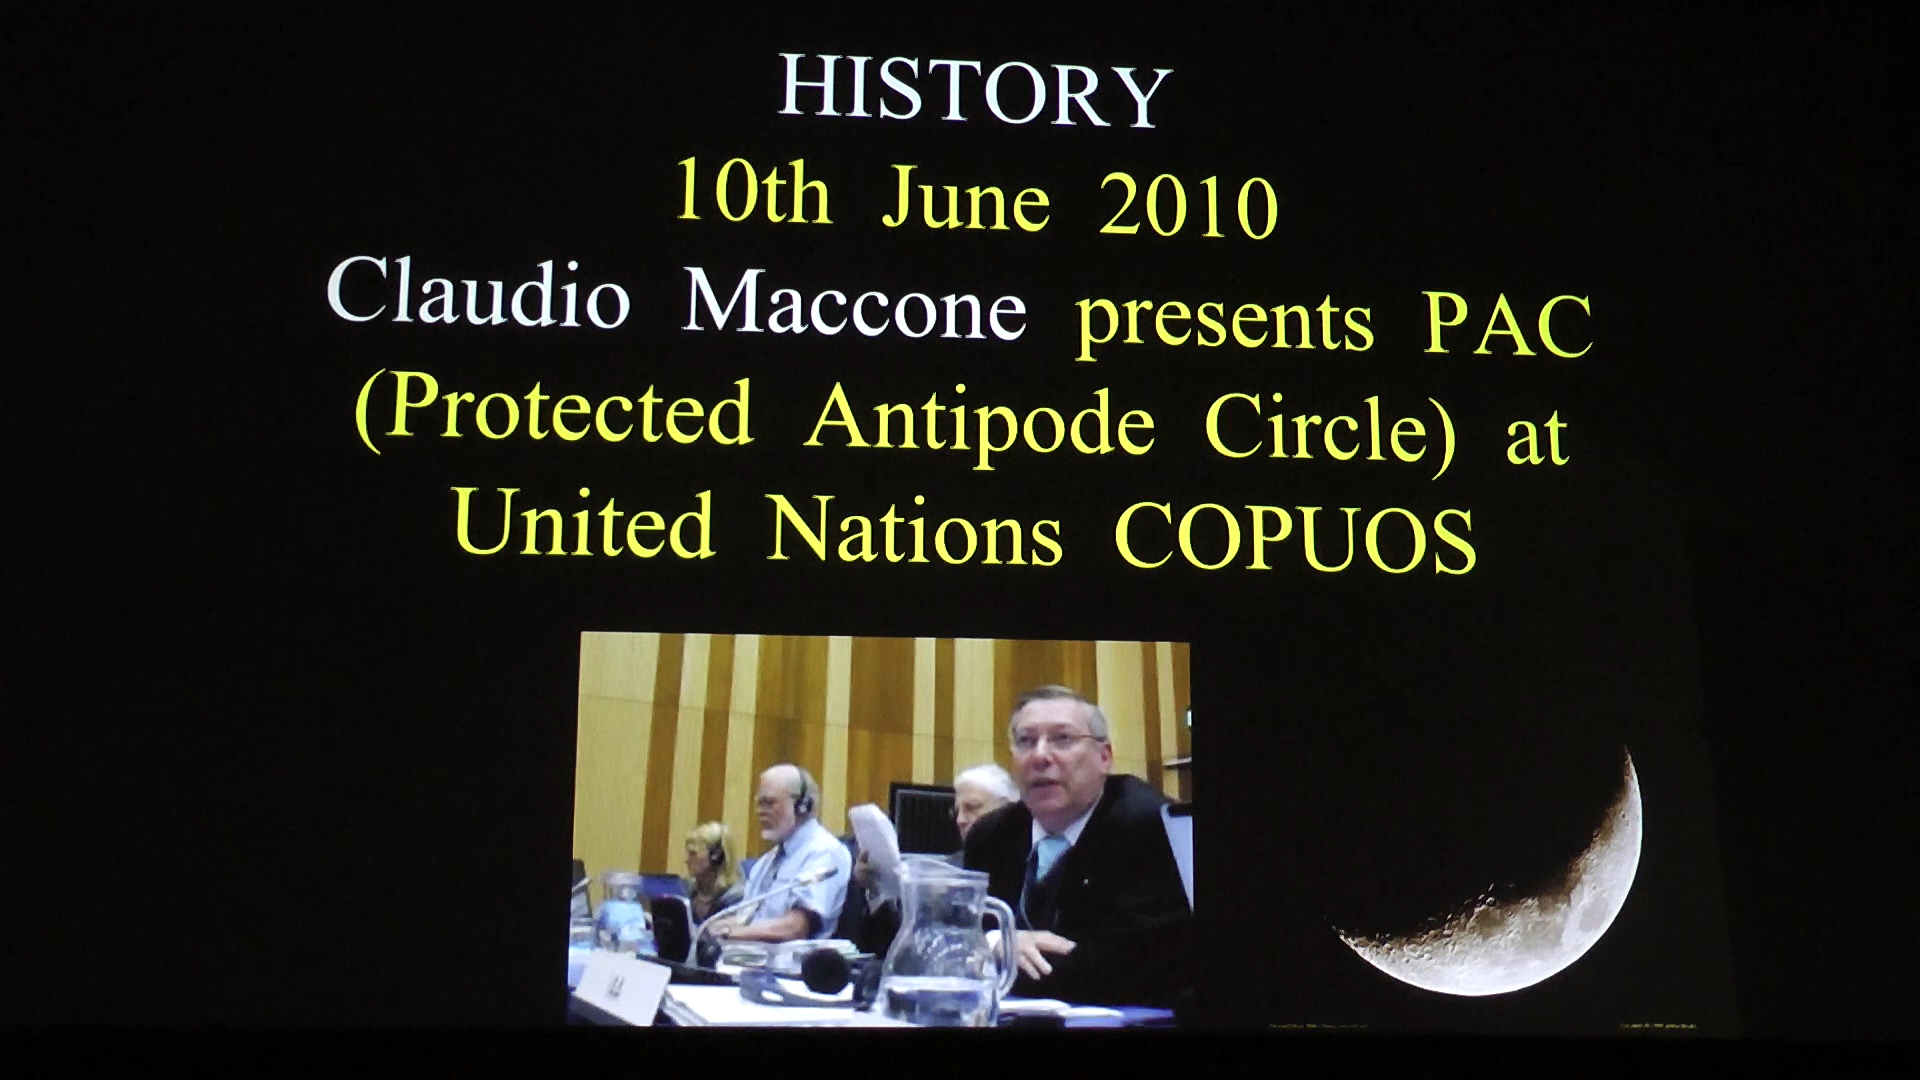 HISTORY
10th June 2010
Claudio Maccone presents PAC
(Protected Antipode Circle) at
United Nations COPUOS